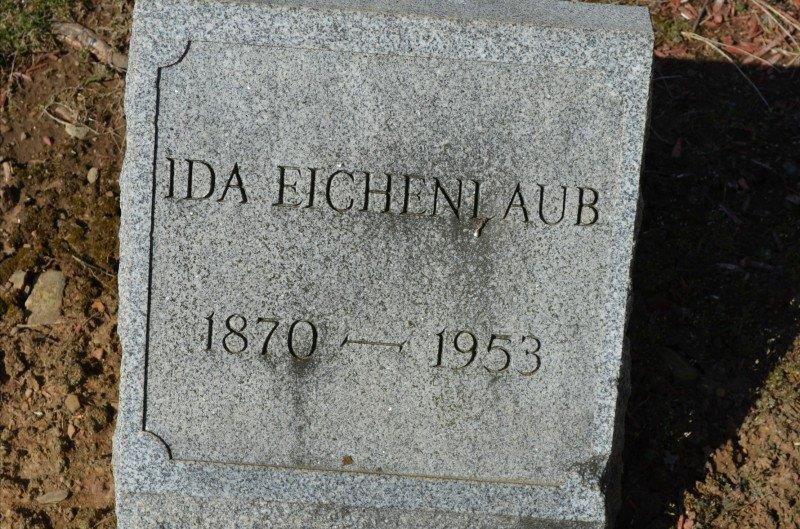 IDA EICHENLAUB
1870 — 1953